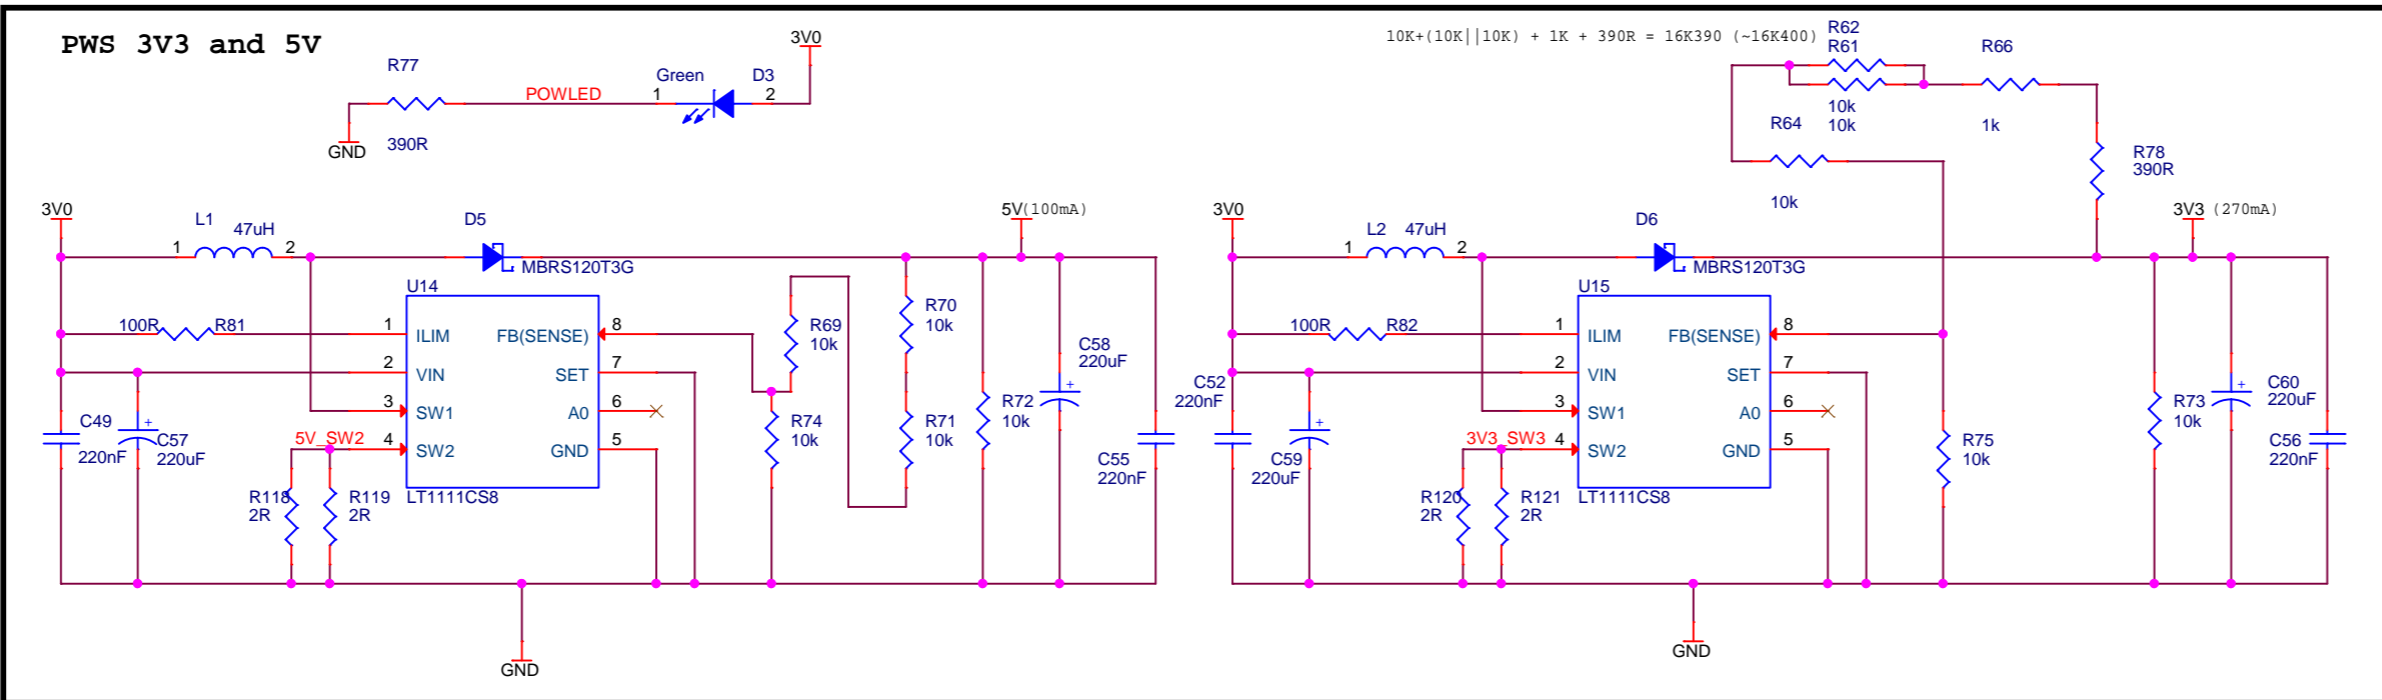 PWS 3V3 and 5V
R77
390R
GND
POWLED
Green
D3
1
2
3V0
10K+(10K||10K) + 1K + 390R = 16K390 (~16K400)
R62
R61
10k
10k
R66
1k
R64
10k
R78
390R
3V0
L1
47uH
1
2
D5
MBRS120T3G
5V(100mA)
U14
100R
R81
1
ILIM
2
VIN
3
SW1
4
SW2
FB(SENSE)
8
SET
7
A0
6
GND
5
LT1111CS8
C49
220nF
C57
220uF
5V_SW2
R118
2R
R119
2R
R69
10k
R74
10k
R70
10k
R71
10k
R72
10k
C58
220uF
C55
220nF
GND
3V0
L2
47uH
1
2
D6
MBRS120T3G
3V3 (270mA)
U15
100R
R82
1
ILIM
2
VIN
3
SW1
4
SW2
FB(SENSE)
8
SET
7
A0
6
GND
5
LT1111CS8
C52
220nF
C59
220uF
3V3_SW3
R120
2R
R121
2R
R75
10k
R73
10k
C60
220uF
C56
220nF
GND